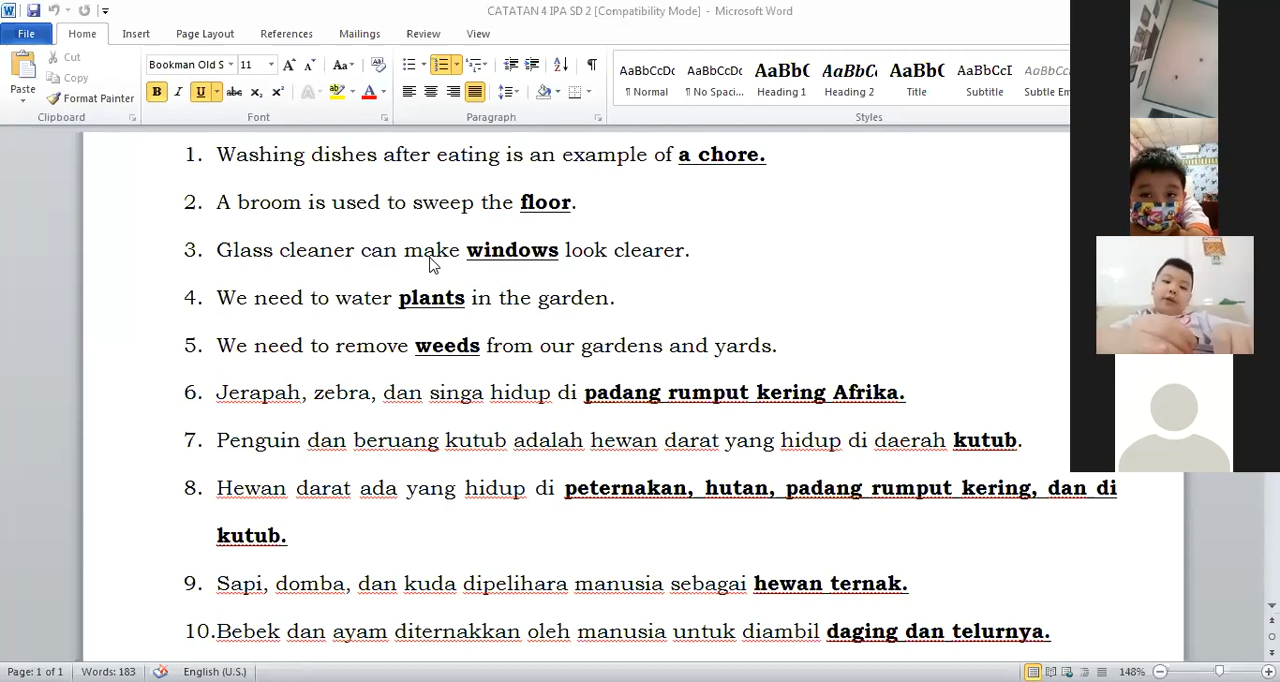 CATATAN 4 IPA SD 2 [Compatibility Mode] - Microsoft Word
File Home Insert Page Layout References Mailings Review View
Paste
Cut
Copy
Format Painter
Clipboard
Bookman Old S 11
Font
Paragraph
AaBbCcDc AaBbCcDc AaBbC AaBbC AaBb( AaBbCcD AaBbCcD
¶ Normal ¶ No Spaci... Heading 1 Heading 2 Title Subtitle Subtle Em
Styles
1. Washing dishes after eating is an example of a chore.
2. A broom is used to sweep the floor.
3. Glass cleaner can make windows look clearer.
4. We need to water plants in the garden.
5. We need to remove weeds from our gardens and yards.
6. Jerapah, zebra, dan singa hidup di padang rumput kering Afrika.
7. Penguin dan beruang kutub adalah hewan darat yang hidup di daerah kutub.
8. Hewan darat ada yang hidup di peternakan, hutan, padang rumput kering, dan di
kutub.
9. Sapi, domba, dan kuda dipelihara manusia sebagai hewan ternak.
10.Bebek dan ayam diternakkan oleh manusia untuk diambil daging dan telurnya.
Page: 1 of 1 Words: 183 English (U.S.) 148%